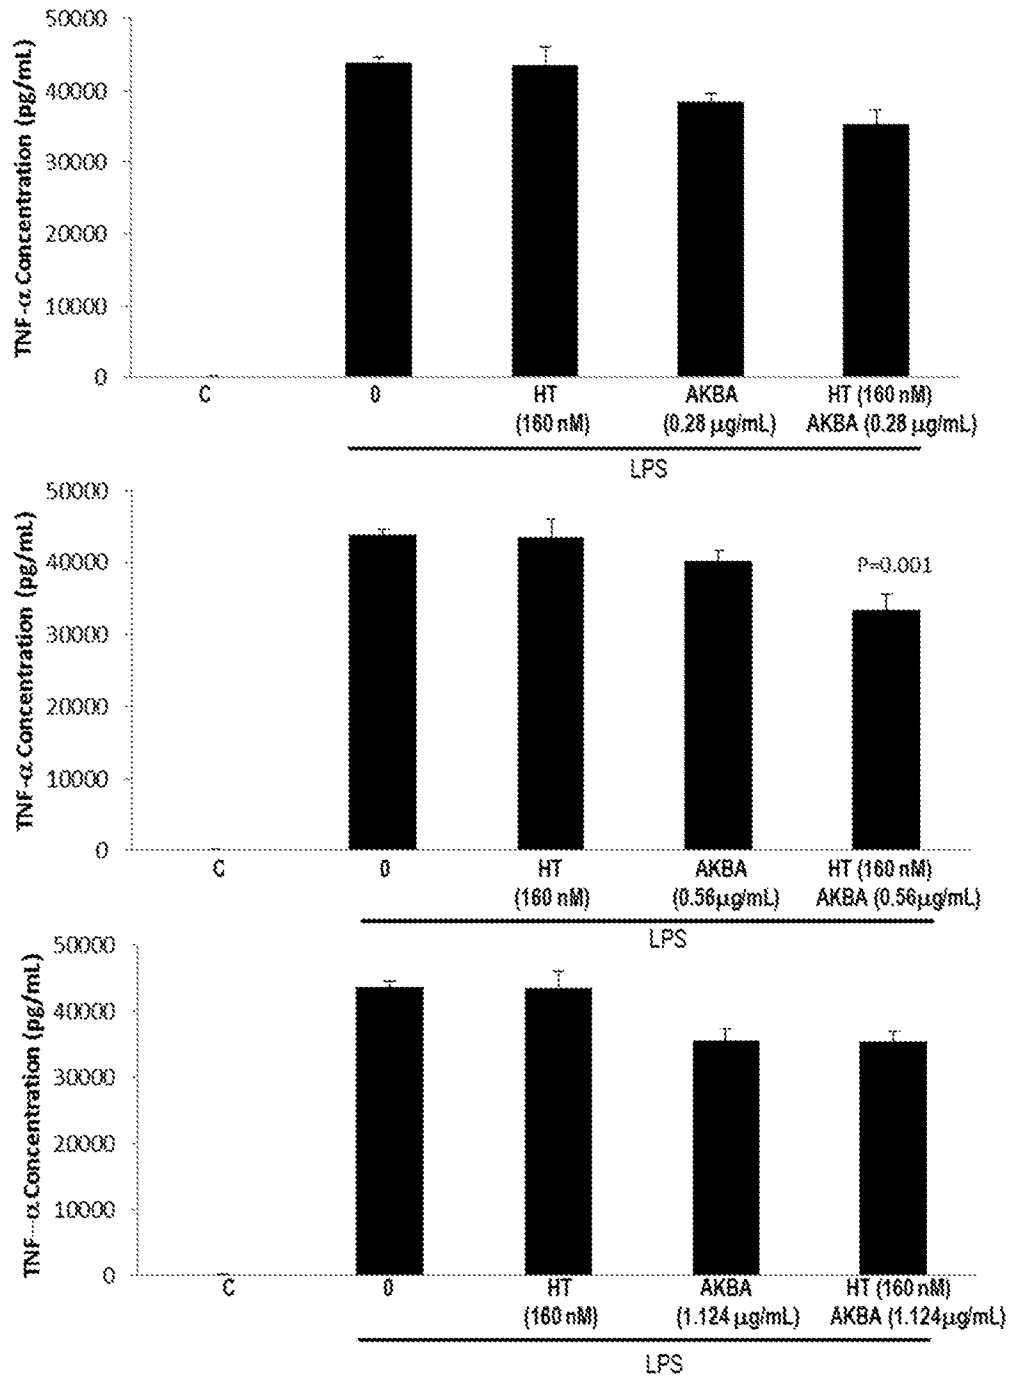 TNF-α Concentration (pg/mL)
50000
40000
30000
20000
10000
0
C
0
HT
(160 nM)
AKBA
(0.28 µg/mL)
HT (160 nM)
AKBA (0.28 µg/mL)
LPS
TNF-α Concentration (pg/mL)
50000
40000
30000
20000
10000
0
P=0.001
C
0
HT
(160 nM)
AKBA
(0.56µg/mL)
HT (160 nM)
AKBA (0.56µg/mL)
LPS
TNF-α Concentration (pg/mL)
50000
40000
30000
20000
10000
0
C
0
HT
(160 nM)
AKBA
(1.124 µg/mL)
HT (160 nM)
AKBA (1.124µg/mL)
LPS